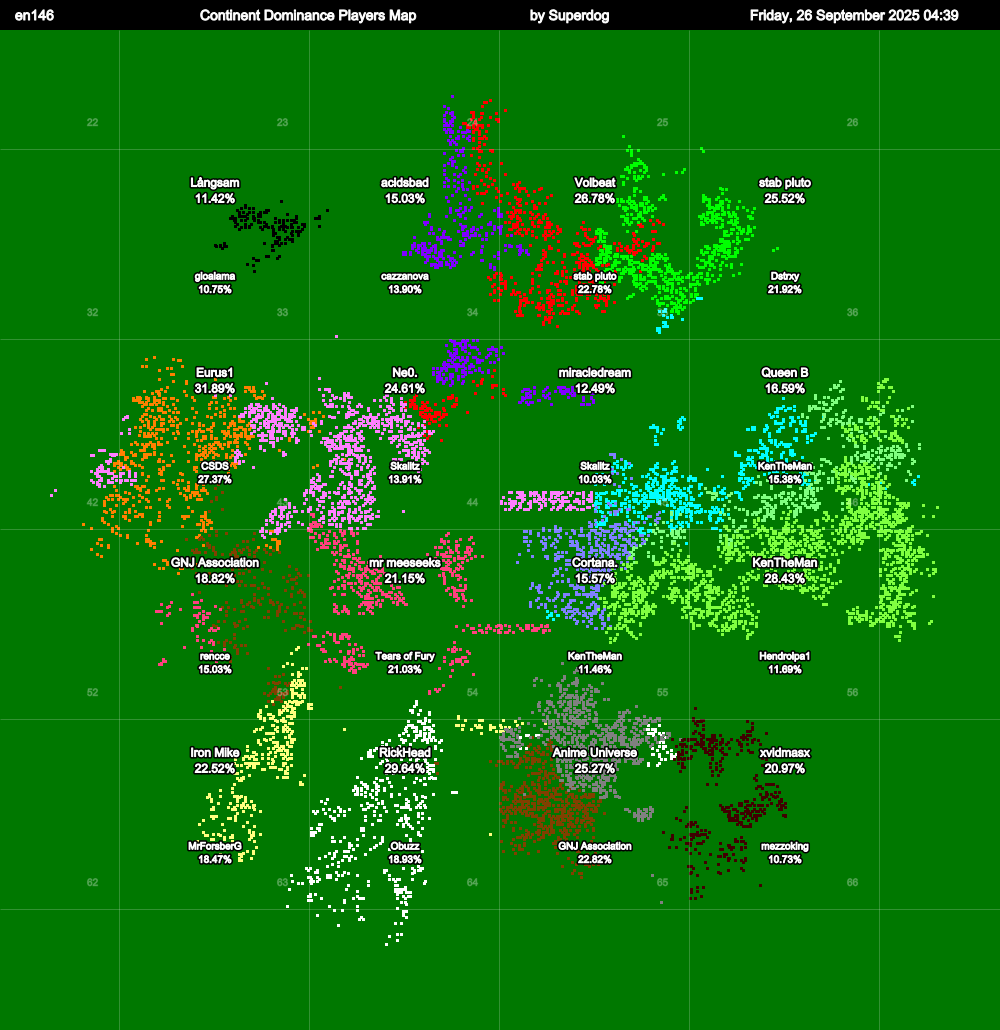 en146 Continent Dominance Players Map by Superdog Friday, 26 September 2025 04:39
22 23 24 25 26
Långsam acidsbad Volbeat stab pluto
11.42% 15.03% 26.78% 25.52%
gioalama cazzanova stab pluto Dstrxy
10.75% 13.90% 22.78% 21.92%
32 33 34 36
Eurus1 Ne0. miracledream Queen B
31.89% 24.61% 12.49% 16.59%
CSDS Skalitz Skalitz KenTheMan
27.37% 13.91% 10.03% 15.38%
42 44
GNJ Association mr meeseeks Cortana. KenTheMan
18.82% 21.15% 15.57% 28.43%
renooe Tears of Fury KenTheMan Hendrolpa1
15.03% 21.03% 11.46% 11.69%
52 53 54 55 56
Iron Mike RickHead Anime Universe xvidmasx
22.52% 29.64% 25.27% 20.97%
MrForsberG Obuzz GNJ Association mezzoking
18.47% 18.93% 22.82% 10.73%
62 63 64 65 66